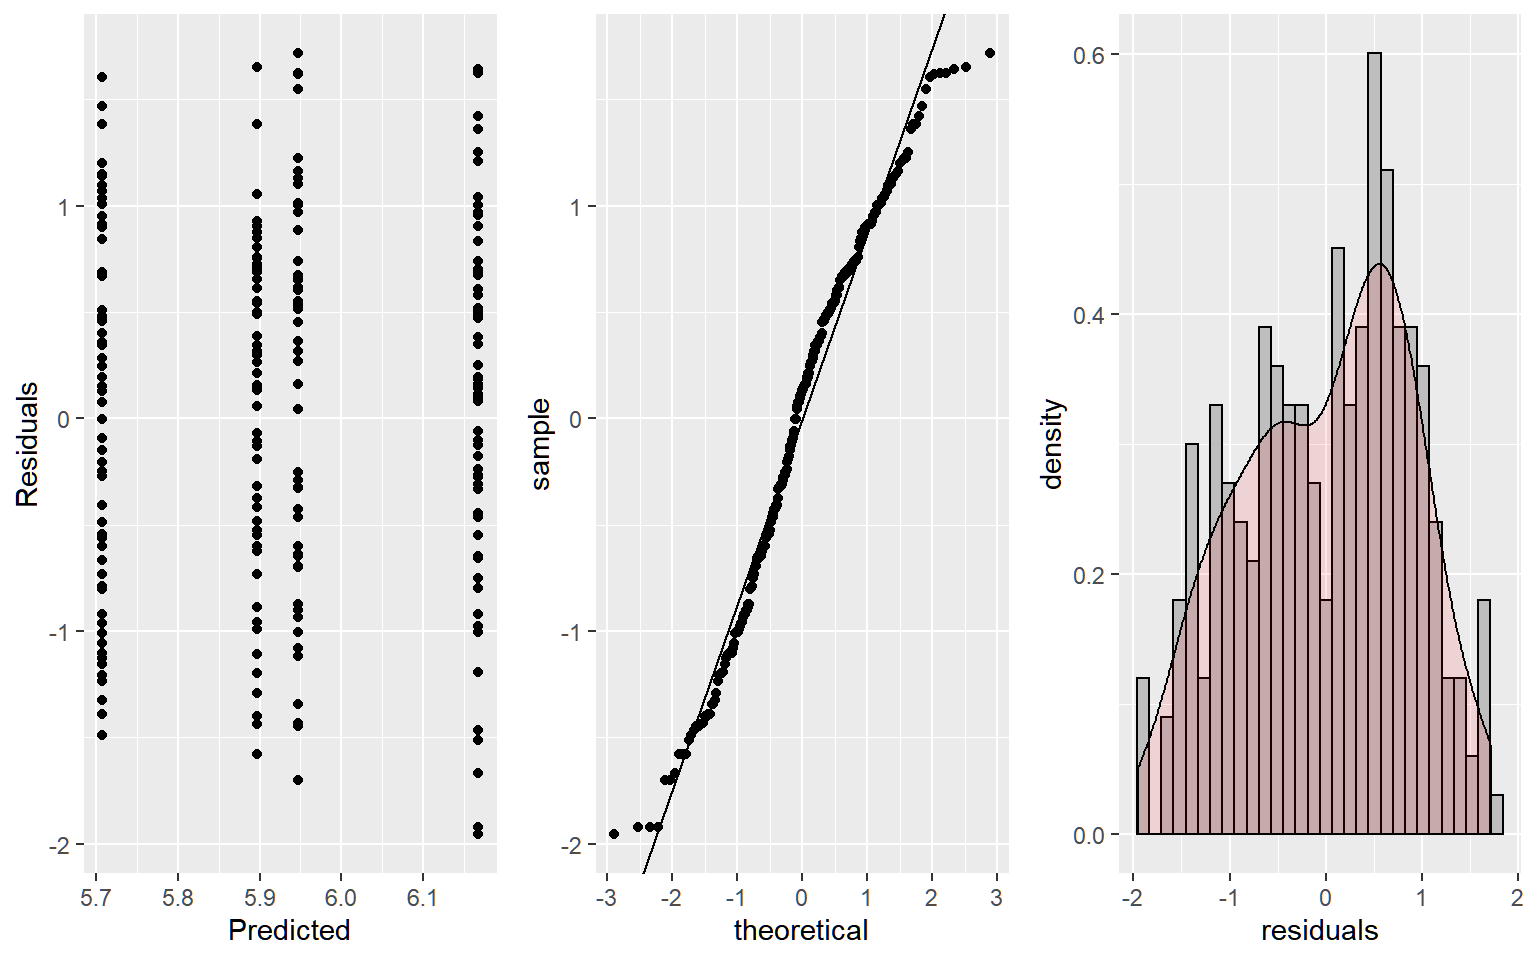 Residuals
1
0
-1
-2
5.7 5.8 5.9 6.0 6.1
Predicted
sample
1
0
-1
-2
-3 -2 -1 0 1 2 3
theoretical
density
0.6
0.4
0.2
0.0
-2 -1 0 1 2
residuals